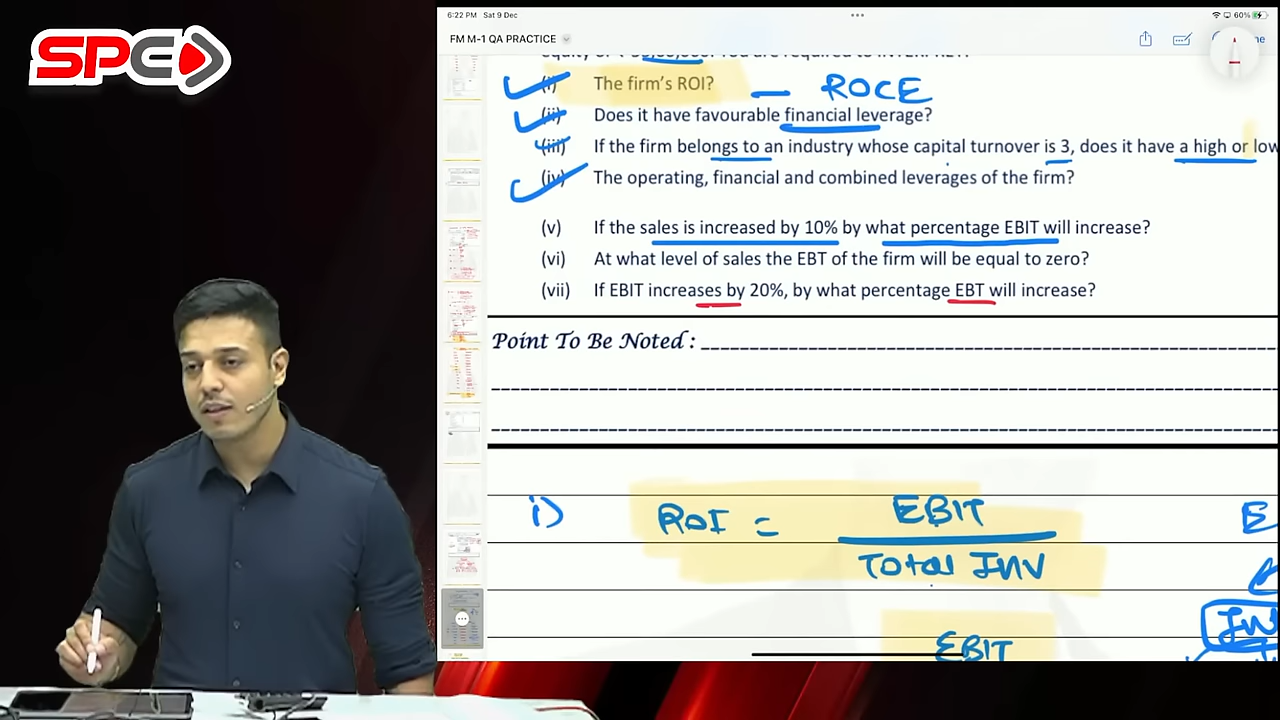 SPED
6:22 PM Sat 9 Dec
60%
FM M-1 QA PRACTICE
(i) The firm's ROI? — ROCE
(ii) Does it have favourable financial leverage?
(iii) If the firm belongs to an industry whose capital turnover is 3, does it have a high or low
(iv) The operating, financial and combined leverages of the firm?
(v) If the sales is increased by 10% by what percentage EBIT will increase?
(vi) At what level of sales the EBT of the firm will be equal to zero?
(vii) If EBIT increases by 20%, by what percentage EBT will increase?
Point To Be Noted :
i) ROI = EBIT
Total INV
EBIT